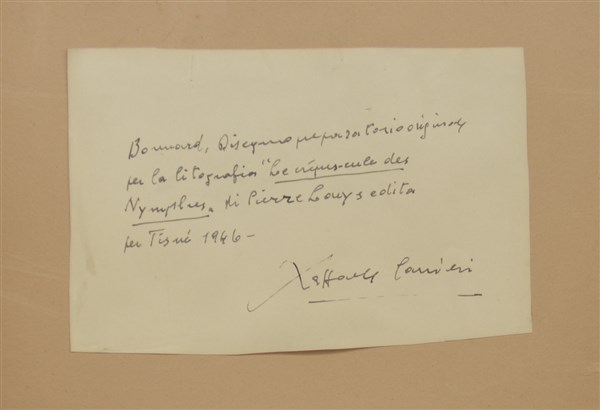 Bonnard, Disegno preparatorio originale
per la litografia "Le crépuscule des
Nymphes. di Pierre Louys edita
per Tisné 1946 -
Raffaele Carrieri